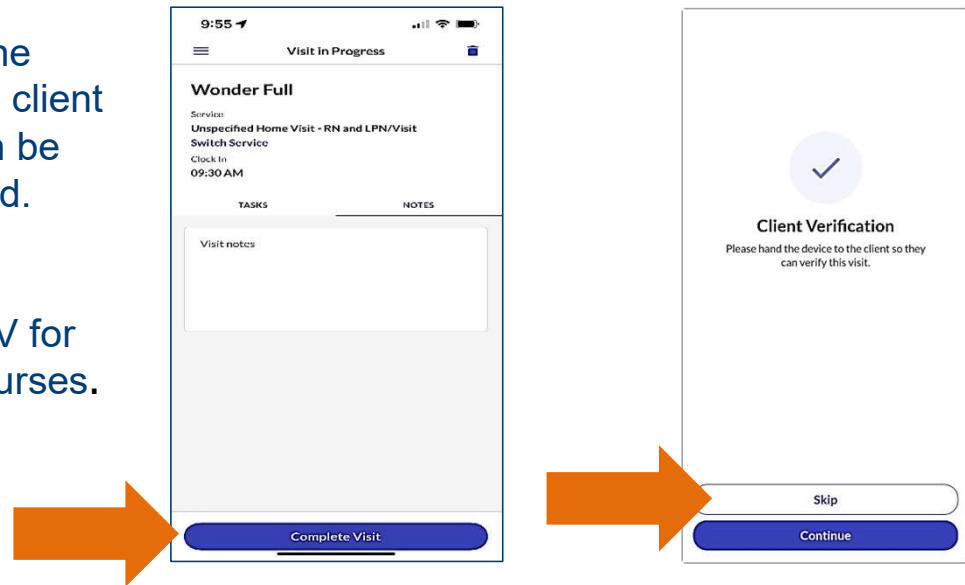 ne
client
n be
d.
V for
urses.
9:55
Visit in Progress
Wonder Full
Service
Unspecified Home Visit - RN and LPN/Visit
Switch Service
Clock In
09:30 AM
TASKS NOTES
Visit notes
Complete Visit
Client Verification
Please hand the device to the client so they
can verify this visit.
Skip
Continue